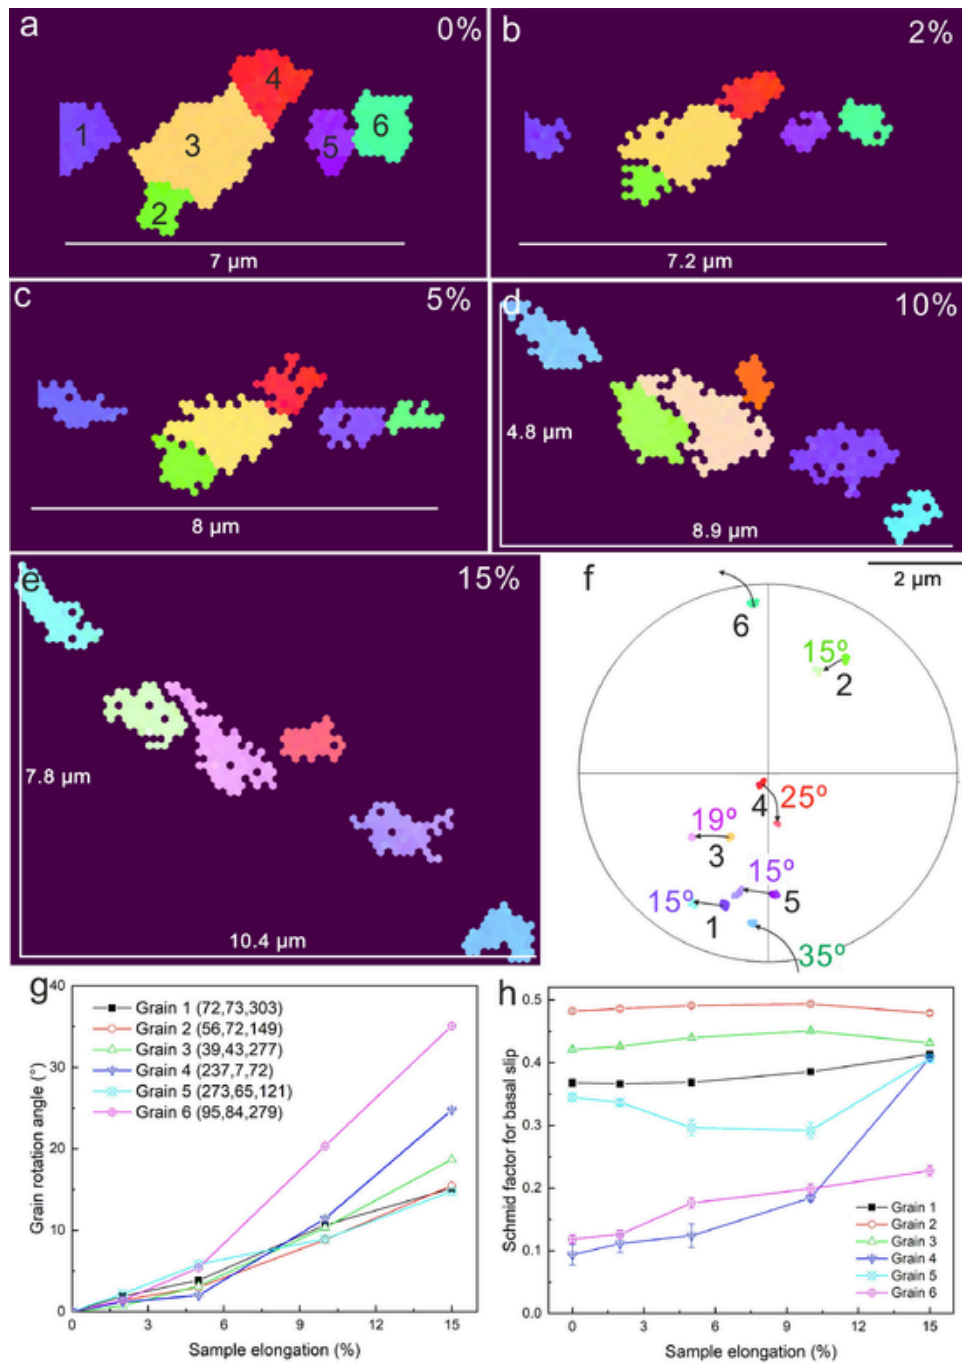 a
0%
1
2
3
4
5
6
7 µm
b
2%
7.2 µm
c
5%
8 µm
d
10%
4.8 µm
8.9 µm
e
15%
7.8 µm
10.4 µm
f
2 µm
6
15º
2
4
25º
19º
3
15º
5
15º
1
35º
g
40
30
20
10
0
Grain rotation angle (°)
Grain 1 (72,73,303)
Grain 2 (56,72,149)
Grain 3 (39,43,277)
Grain 4 (237,7,72)
Grain 5 (273,65,121)
Grain 6 (95,84,279)
0 3 6 9 12 15
Sample elongation (%)
h
0.5
0.4
0.3
0.2
0.1
0.0
Schmid factor for basal slip
Grain 1
Grain 2
Grain 3
Grain 4
Grain 5
Grain 6
0 3 6 9 12 15
Sample elongation (%)